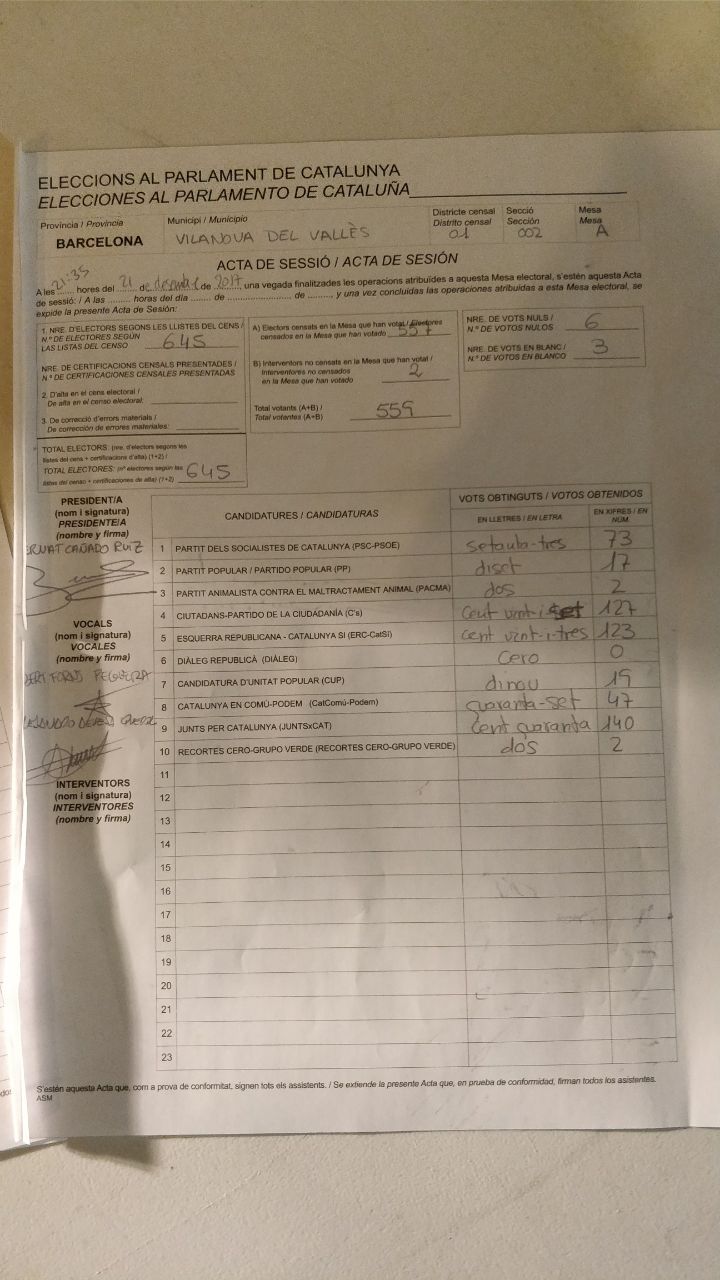 ELECCIONS AL PARLAMENT DE CATALUNYA
ELECCIONES AL PARLAMENTO DE CATALUÑA
Província / Provincia
BARCELONA
Municipi / Municipio
VILANOVA DEL VALLÈS
Districte censal
Distrito censal
01
Secció
Sección
002
Mesa
Mesa
A
ACTA DE SESSIÓ / ACTA DE SESIÓN
A les 21:35 hores del 21 de desembre de 2017 una vegada finalitzades les operacions atribuïdes a aquesta Mesa electoral, s'estén aquesta Acta
de sessió: / A las ........ horas del día ....... de ...................... de ........, y una vez concluidas las operaciones atribuidas a esta Mesa electoral, se
expide la presente Acta de Sesión:
1. NRE. D'ELECTORS SEGONS LES LLISTES DEL CENS /
N.º DE ELECTORES SEGÚN
LAS LISTAS DEL CENSO 645
NRE. DE CERTIFICACIONS CENSALS PRESENTADES /
N.º DE CERTIFICACIONES CENSALES PRESENTADAS
2. D'alta en el cens electoral /
De alta en el censo electoral:
3. De correcció d'errors materials /
De corrección de errores materiales:
TOTAL ELECTORS: (nre. d'electors segons les
llistes del cens + certificacions d'alta) (1+2) /
TOTAL ELECTORES: (nº electores según las
listas del censo + certificaciones de alta) (1+2) 645
A) Electors censats en la Mesa que han votat / Electores
censados en la Mesa que han votado 557
B) Interventors no censats en la Mesa que han votat /
Interventores no censados
en la Mesa que han votado 2
Total votants (A+B) /
Total votantes (A+B) 559
NRE. DE VOTS NULS /
N.º DE VOTOS NULOS 6
NRE. DE VOTS EN BLANC /
N.º DE VOTOS EN BLANCO 3
PRESIDENT/A
(nom i signatura)
PRESIDENTE/A
(nombre y firma)
CAÑADO RUIZ
VOCALS
(nom i signatura)
VOCALES
(nombre y firma)
INTERVENTORS
(nom i signatura)
INTERVENTORES
(nombre y firma)
CANDIDATURES / CANDIDATURAS
VOTS OBTINGUTS / VOTOS OBTENIDOS
EN LLETRES / EN LETRA
EN XIFRES / EN NÚM.
1 PARTIT DELS SOCIALISTES DE CATALUNYA (PSC-PSOE) setanta-tres 73
2 PARTIT POPULAR / PARTIDO POPULAR (PP) diset 17
3 PARTIT ANIMALISTA CONTRA EL MALTRACTAMENT ANIMAL (PACMA) dos 2
4 CIUTADANS-PARTIDO DE LA CIUDADANÍA (C's) cent vint-i-set 127
5 ESQUERRA REPUBLICANA - CATALUNYA SI (ERC-CatSí) cent vint-i-tres 123
6 DIÀLEG REPUBLICÀ (DIÀLEG) cero 0
7 CANDIDATURA D'UNITAT POPULAR (CUP) dinou 19
8 CATALUNYA EN COMÚ-PODEM (CatComú-Podem) quaranta-set 47
9 JUNTS PER CATALUNYA (JUNTSxCAT) cent quaranta 140
10 RECORTES CERO-GRUPO VERDE (RECORTES CERO-GRUPO VERDE) dos 2
11
12
13
14
15
16
17
18
19
20
21
22
23
S'estén aquesta Acta que, com a prova de conformitat, signen tots els assistents. / Se extiende la presente Acta que, en prueba de conformidad, firman todos los asistentes.
ASM